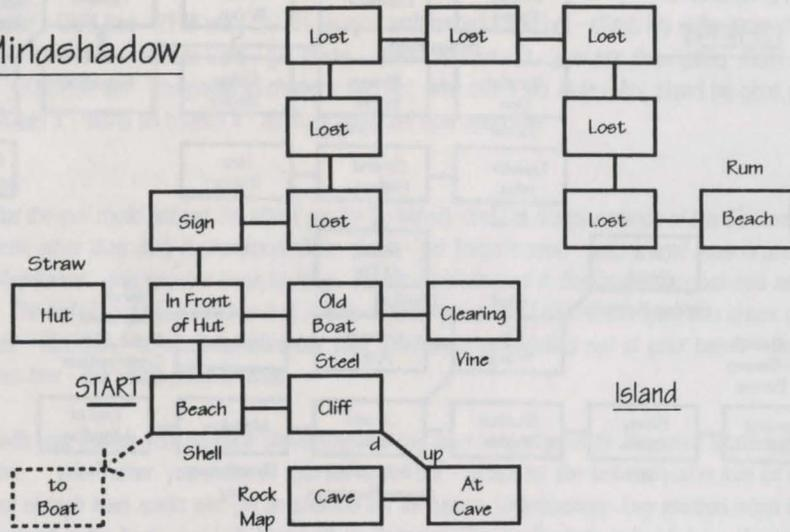 Mindshadow
Lost
Lost
Lost
Lost
Lost
Rum
Sign
Lost
Lost
Beach
Straw
Hut
In Front
of Hut
Old
Boat
Clearing
Steel
Vine
START
Beach
Cliff
Island
Shell
d
up
to
Boat
Rock
Map
Cave
At
Cave